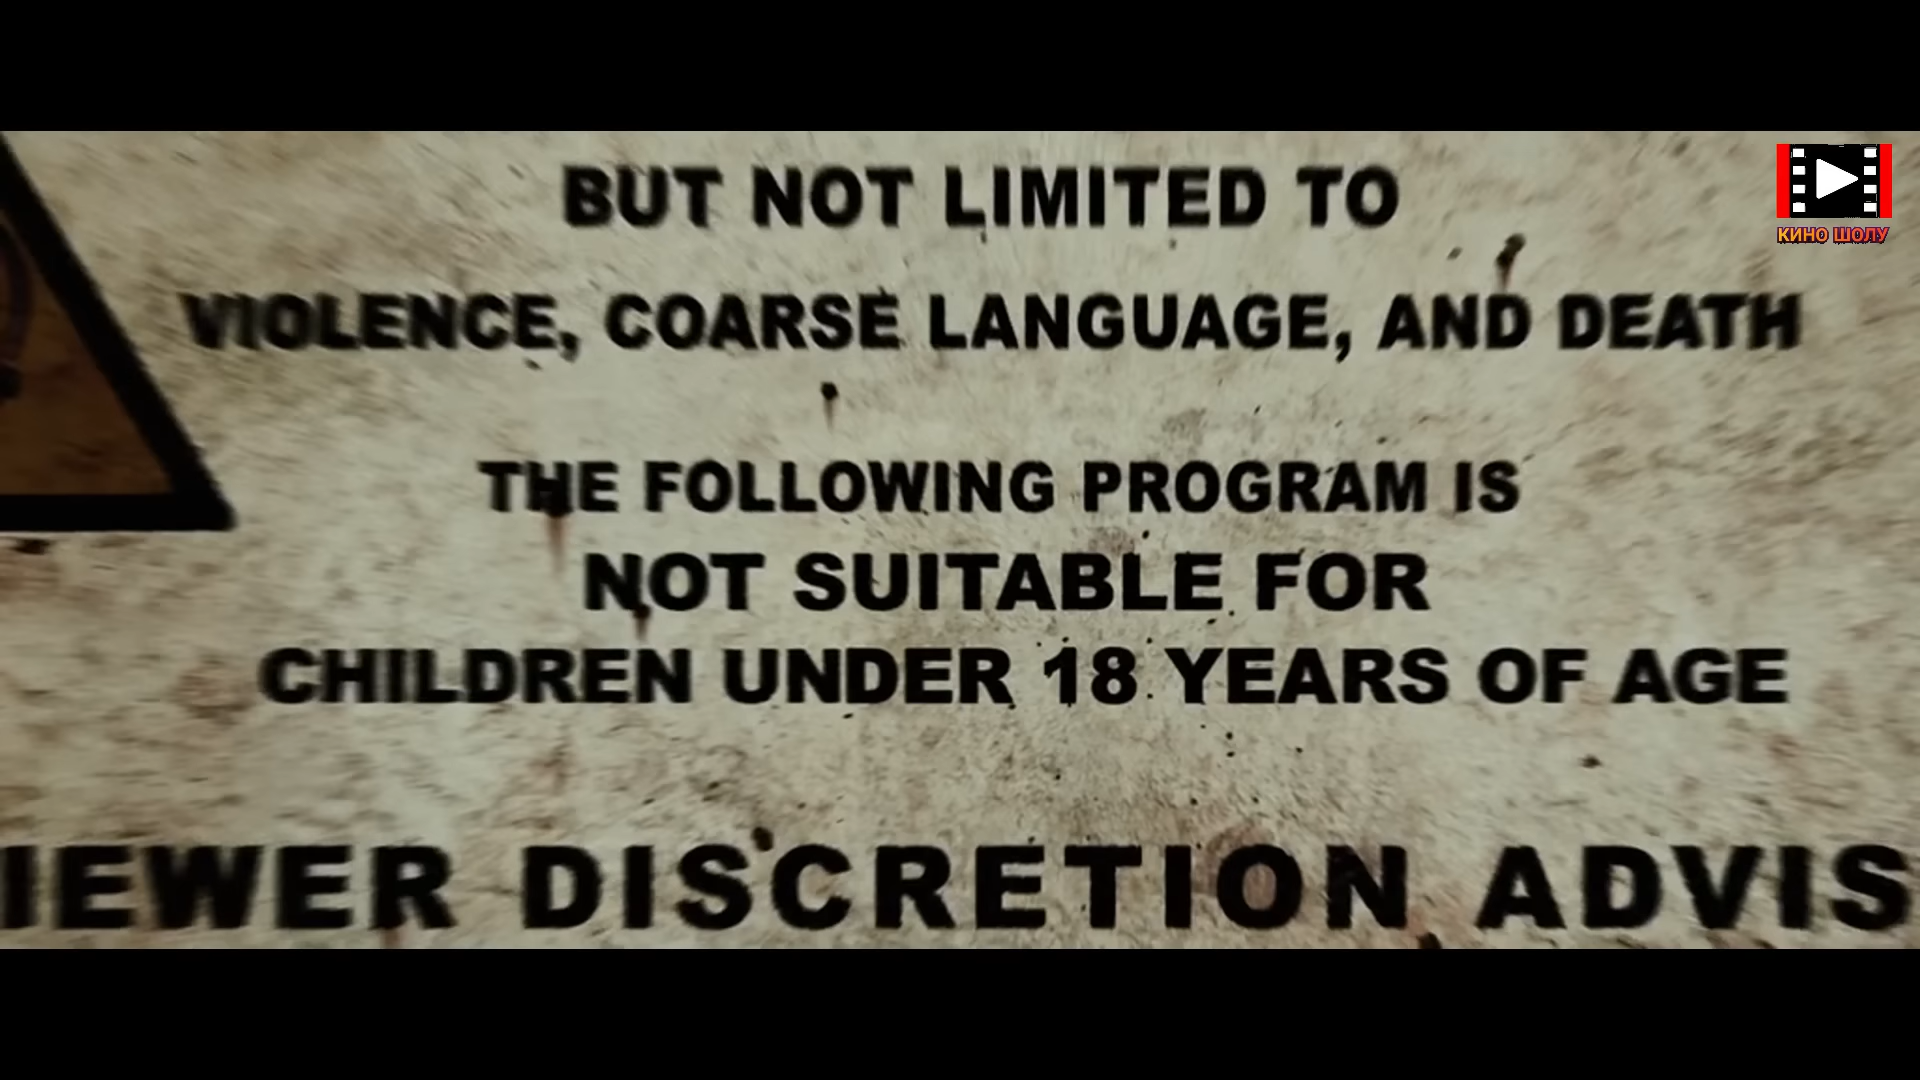 КИНО ШОЛУ
BUT NOT LIMITED TO
VIOLENCE, COARSE LANGUAGE, AND DEATH
THE FOLLOWING PROGRAM IS
NOT SUITABLE FOR
CHILDREN UNDER 18 YEARS OF AGE
IEWER DISCRETION ADVIS